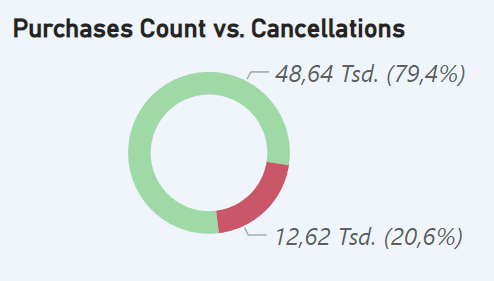 Purchases Count vs. Cancellations
48,64 Tsd. (79,4%)
12,62 Tsd. (20,6%)